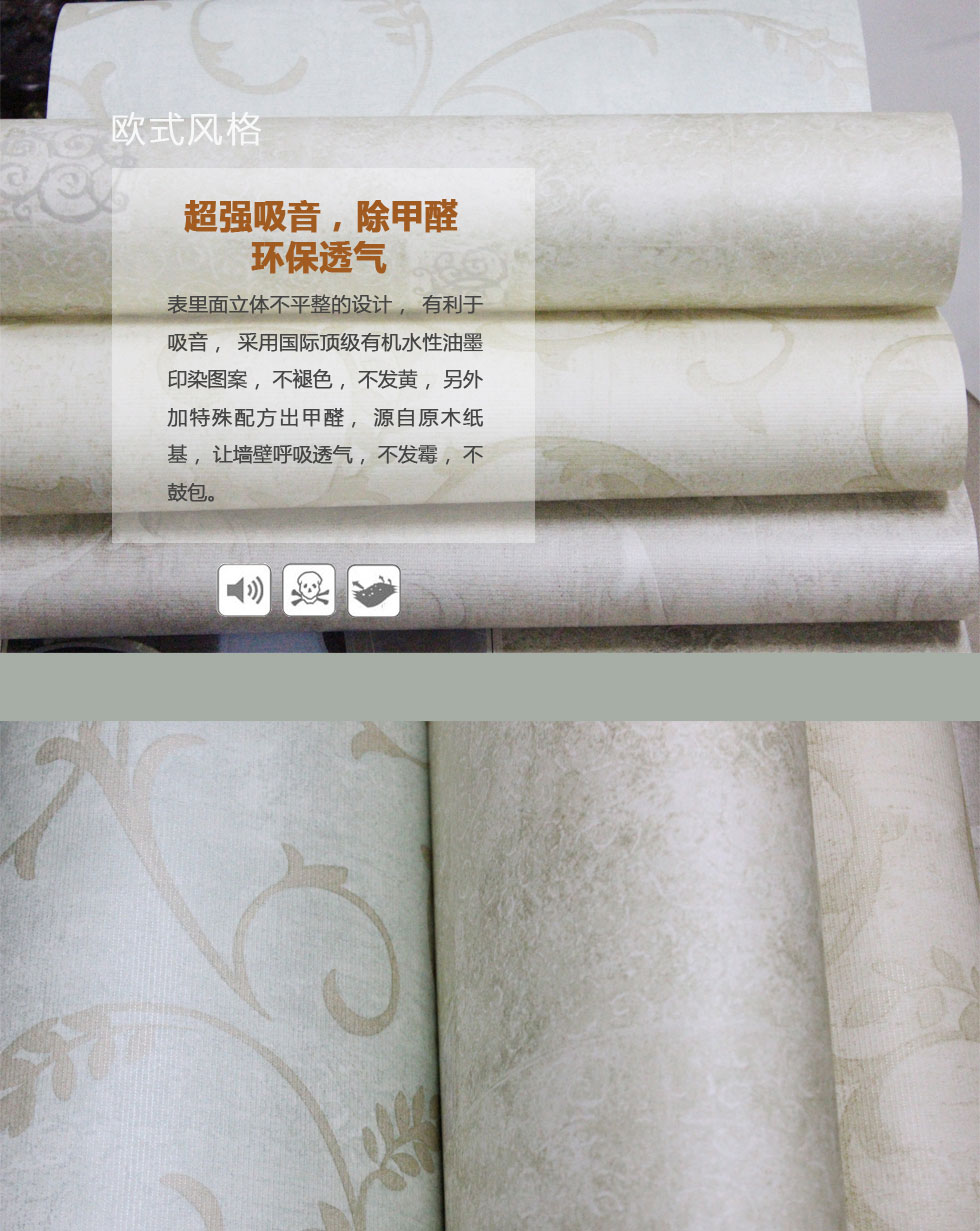 欧式风格
超强吸音，除甲醛
环保透气
表里面立体不平整的设计， 有利于
吸音， 采用国际顶级有机水性油墨
印染图案，不褪色，不发黄，另外
加特殊配方出甲醛， 源自原木纸
基，让墙壁呼吸透气，不发霉，不
鼓包。